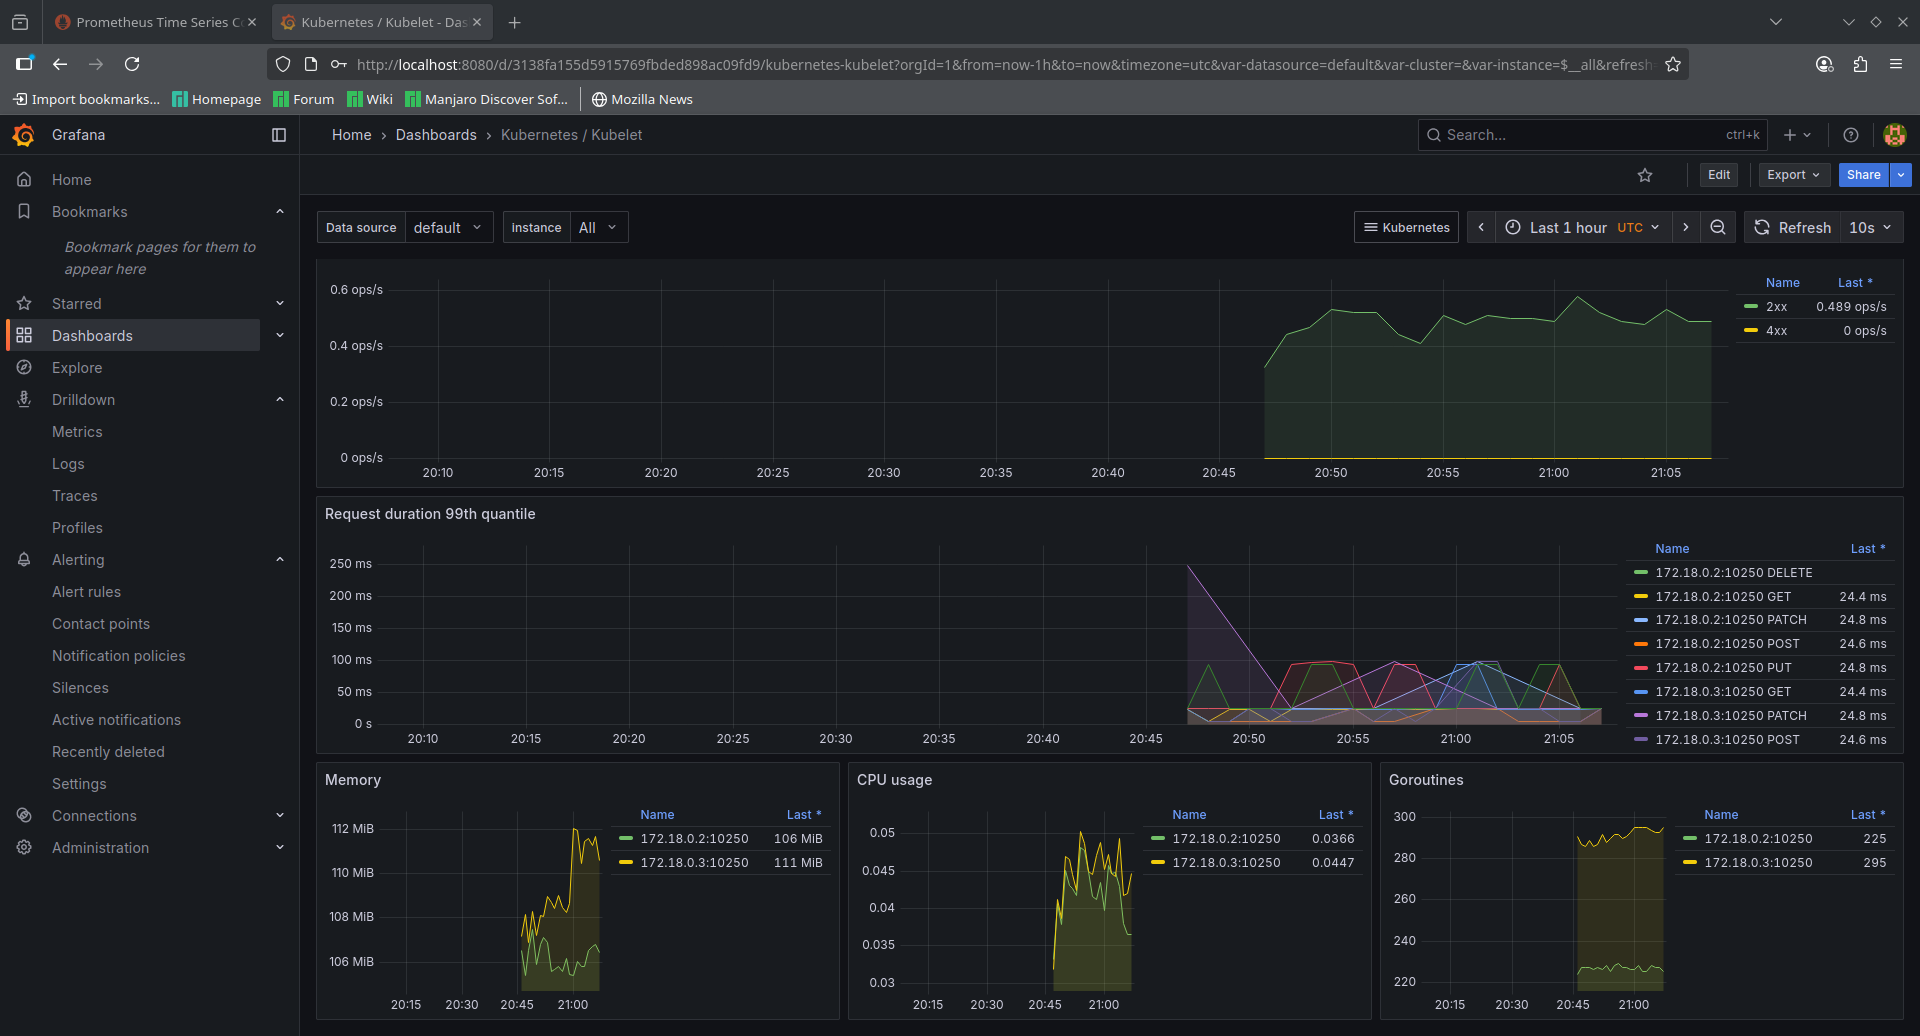 Prometheus Time Series Co
Kubernetes / Kubelet - Das
http://localhost:8080/d/3138fa155d5915769fbded898ac09fd9/kubernetes-kubelet?orgId=1&from=now-1h&to=now&timezone=utc&var-datasource=default&var-cluster=&var-instance=$__all&refresh
Import bookmarks... Homepage Forum Wiki Manjaro Discover Sof... Mozilla News
Grafana
Home › Dashboards › Kubernetes / Kubelet
Search... ctrl+k
Edit Export Share
Home
Bookmarks
Bookmark pages for them to
appear here
Starred
Dashboards
Explore
Drilldown
Metrics
Logs
Traces
Profiles
Alerting
Alert rules
Contact points
Notification policies
Silences
Active notifications
Recently deleted
Settings
Connections
Administration
Data source default instance All
Kubernetes Last 1 hour UTC Refresh 10s
0.6 ops/s
0.4 ops/s
0.2 ops/s
0 ops/s
20:10 20:15 20:20 20:25 20:30 20:35 20:40 20:45 20:50 20:55 21:00 21:05
Name Last *
2xx 0.489 ops/s
4xx 0 ops/s
Request duration 99th quantile
250 ms
200 ms
150 ms
100 ms
50 ms
0 s
20:10 20:15 20:20 20:25 20:30 20:35 20:40 20:45 20:50 20:55 21:00 21:05
Name Last *
172.18.0.2:10250 DELETE
172.18.0.2:10250 GET 24.4 ms
172.18.0.2:10250 PATCH 24.8 ms
172.18.0.2:10250 POST 24.6 ms
172.18.0.2:10250 PUT 24.8 ms
172.18.0.3:10250 GET 24.4 ms
172.18.0.3:10250 PATCH 24.8 ms
172.18.0.3:10250 POST 24.6 ms
Memory
112 MiB
110 MiB
108 MiB
106 MiB
20:15 20:30 20:45 21:00
Name Last *
172.18.0.2:10250 106 MiB
172.18.0.3:10250 111 MiB
CPU usage
0.05
0.045
0.04
0.035
0.03
20:15 20:30 20:45 21:00
Name Last *
172.18.0.2:10250 0.0366
172.18.0.3:10250 0.0447
Goroutines
300
280
260
240
220
20:15 20:30 20:45 21:00
Name Last *
172.18.0.2:10250 225
172.18.0.3:10250 295